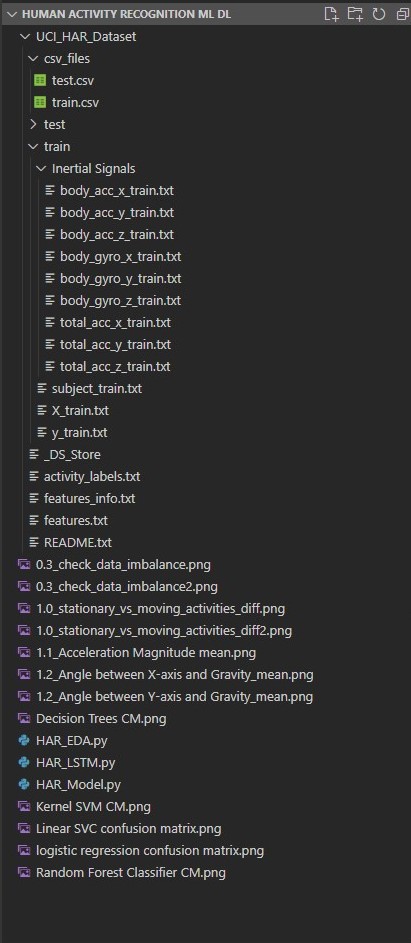 HUMAN ACTIVITY RECOGNITION ML DL
UCI_HAR_Dataset
csv_files
test.csv
train.csv
test
train
Inertial Signals
body_acc_x_train.txt
body_acc_y_train.txt
body_acc_z_train.txt
body_gyro_x_train.txt
body_gyro_y_train.txt
body_gyro_z_train.txt
total_acc_x_train.txt
total_acc_y_train.txt
total_acc_z_train.txt
subject_train.txt
X_train.txt
y_train.txt
_DS_Store
activity_labels.txt
features_info.txt
features.txt
README.txt
0.3_check_data_imbalance.png
0.3_check_data_imbalance2.png
1.0_stationary_vs_moving_activities_diff.png
1.0_stationary_vs_moving_activities_diff2.png
1.1_Acceleration Magnitude mean.png
1.2_Angle between X-axis and Gravity_mean.png
1.2_Angle between Y-axis and Gravity_mean.png
Decision Trees CM.png
HAR_EDA.py
HAR_LSTM.py
HAR_Model.py
Kernel SVM CM.png
Linear SVC confusion matrix.png
logistic regression confusion matrix.png
Random Forest Classifier CM.png